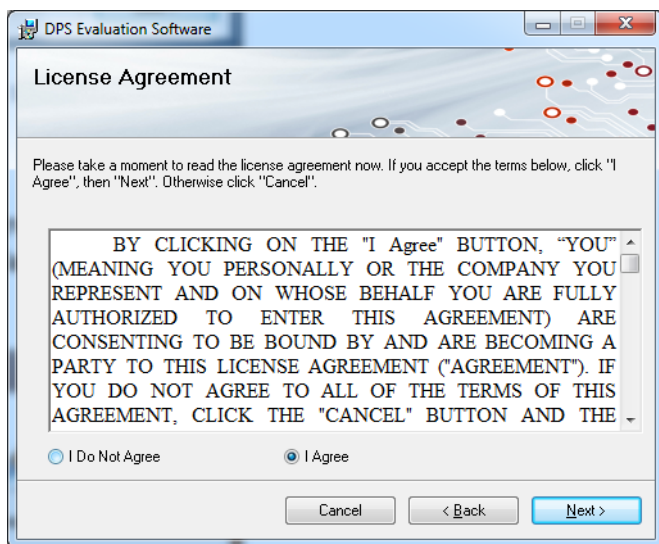 DPS Evaluation Software
License Agreement
Please take a moment to read the license agreement now. If you accept the terms below, click "I
Agree", then "Next". Otherwise click "Cancel".
BY CLICKING ON THE "I Agree" BUTTON, “YOU”
(MEANING YOU PERSONALLY OR THE COMPANY YOU
REPRESENT AND ON WHOSE BEHALF YOU ARE FULLY
AUTHORIZED TO ENTER THIS AGREEMENT) ARE
CONSENTING TO BE BOUND BY AND ARE BECOMING A
PARTY TO THIS LICENSE AGREEMENT ("AGREEMENT"). IF
YOU DO NOT AGREE TO ALL OF THE TERMS OF THIS
AGREEMENT, CLICK THE "CANCEL" BUTTON AND THE
I Do Not Agree I Agree
Cancel < Back Next >